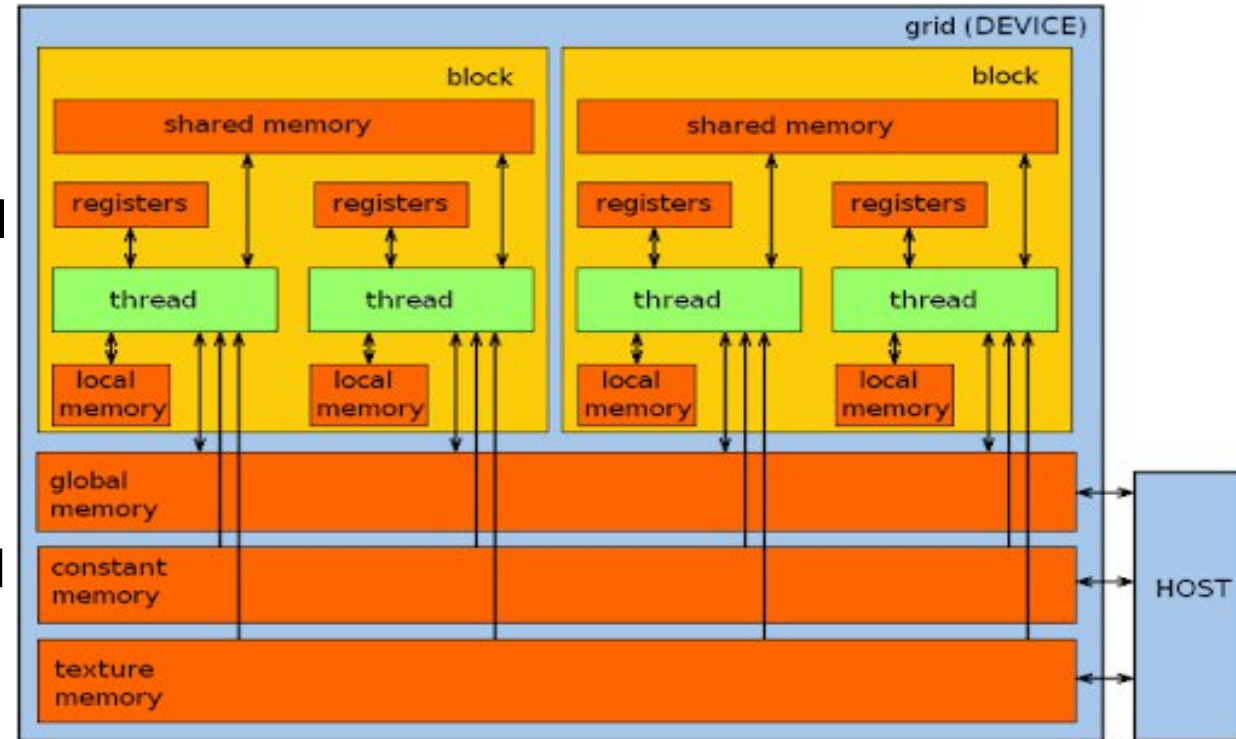 grid (DEVICE)
block
block
shared memory
shared memory
registers
registers
registers
registers
thread
thread
thread
thread
local
memory
local
memory
local
memory
local
memory
global
memory
constant
memory
HOST
texture
memory